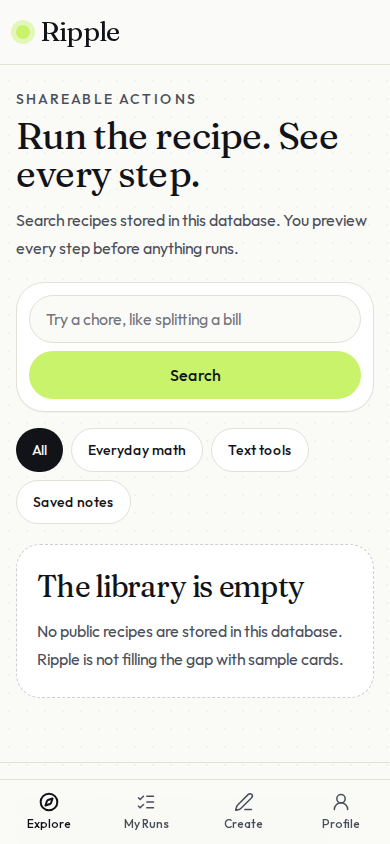 Ripple
SHAREABLE ACTIONS
Run the recipe. See
every step.
Search recipes stored in this database. You preview
every step before anything runs.
Try a chore, like splitting a bill
Search
All
Everyday math
Text tools
Saved notes
The library is empty
No public recipes are stored in this database.
Ripple is not filling the gap with sample cards.
Explore
My Runs
Create
Profile